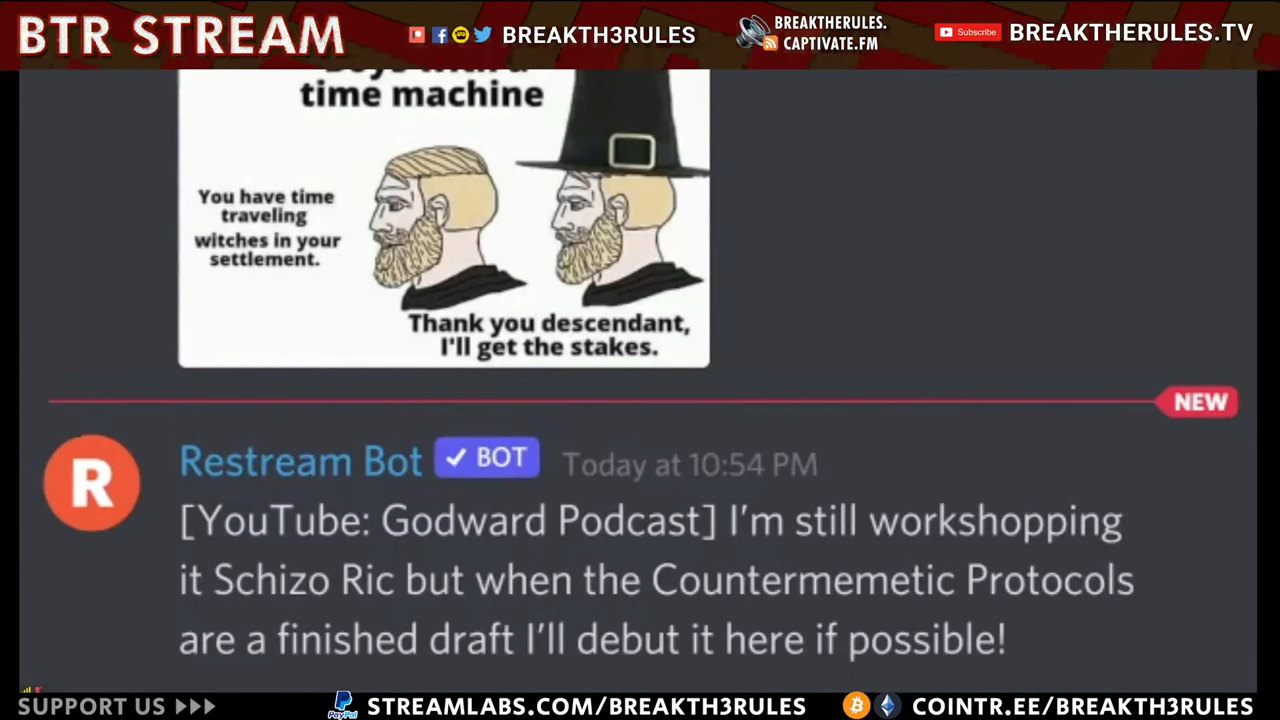 BTR STREAM
BREAKTH3RULES
BREAKTHERULES.
CAPTIVATE.FM
Subscribe
BREAKTHERULES.TV
Boys with a
time machine
You have time
traveling
witches in your
settlement.
Thank you descendant,
I'll get the stakes.
NEW
R
Restream Bot ✓ BOT Today at 10:54 PM
[YouTube: Godward Podcast] I'm still workshopping
it Schizo Ric but when the Countermemetic Protocols
are a finished draft I'll debut it here if possible!
SUPPORT US >>>
PayPal
STREAMLABS.COM/BREAKTH3RULES
COINTR.EE/BREAKTH3RULES